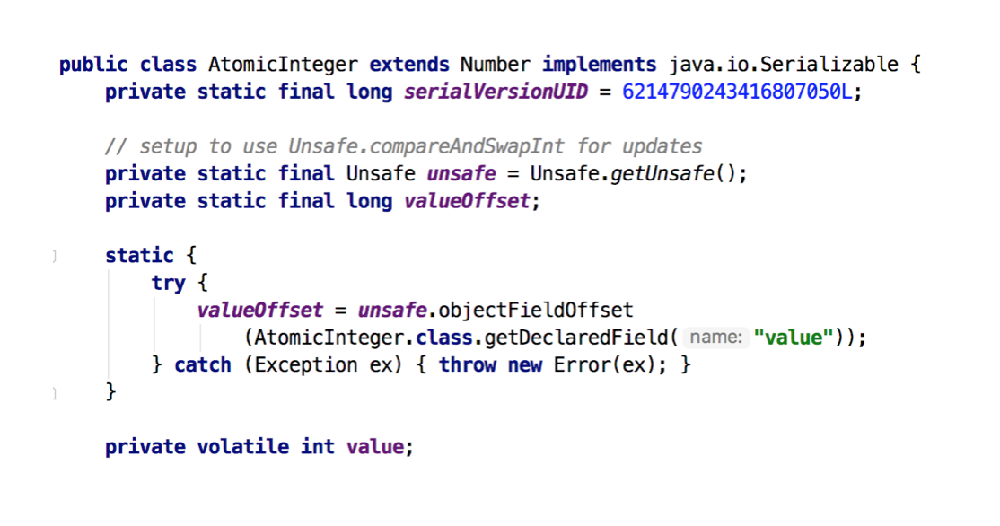 public class AtomicInteger extends Number implements java.io.Serializable {
private static final long serialVersionUID = 6214790243416807050L;
// setup to use Unsafe.compareAndSwapInt for updates
private static final Unsafe unsafe = Unsafe.getUnsafe();
private static final long valueOffset;
static {
try {
valueOffset = unsafe.objectFieldOffset
(AtomicInteger.class.getDeclaredField( name: "value"));
} catch (Exception ex) { throw new Error(ex); }
}
private volatile int value;